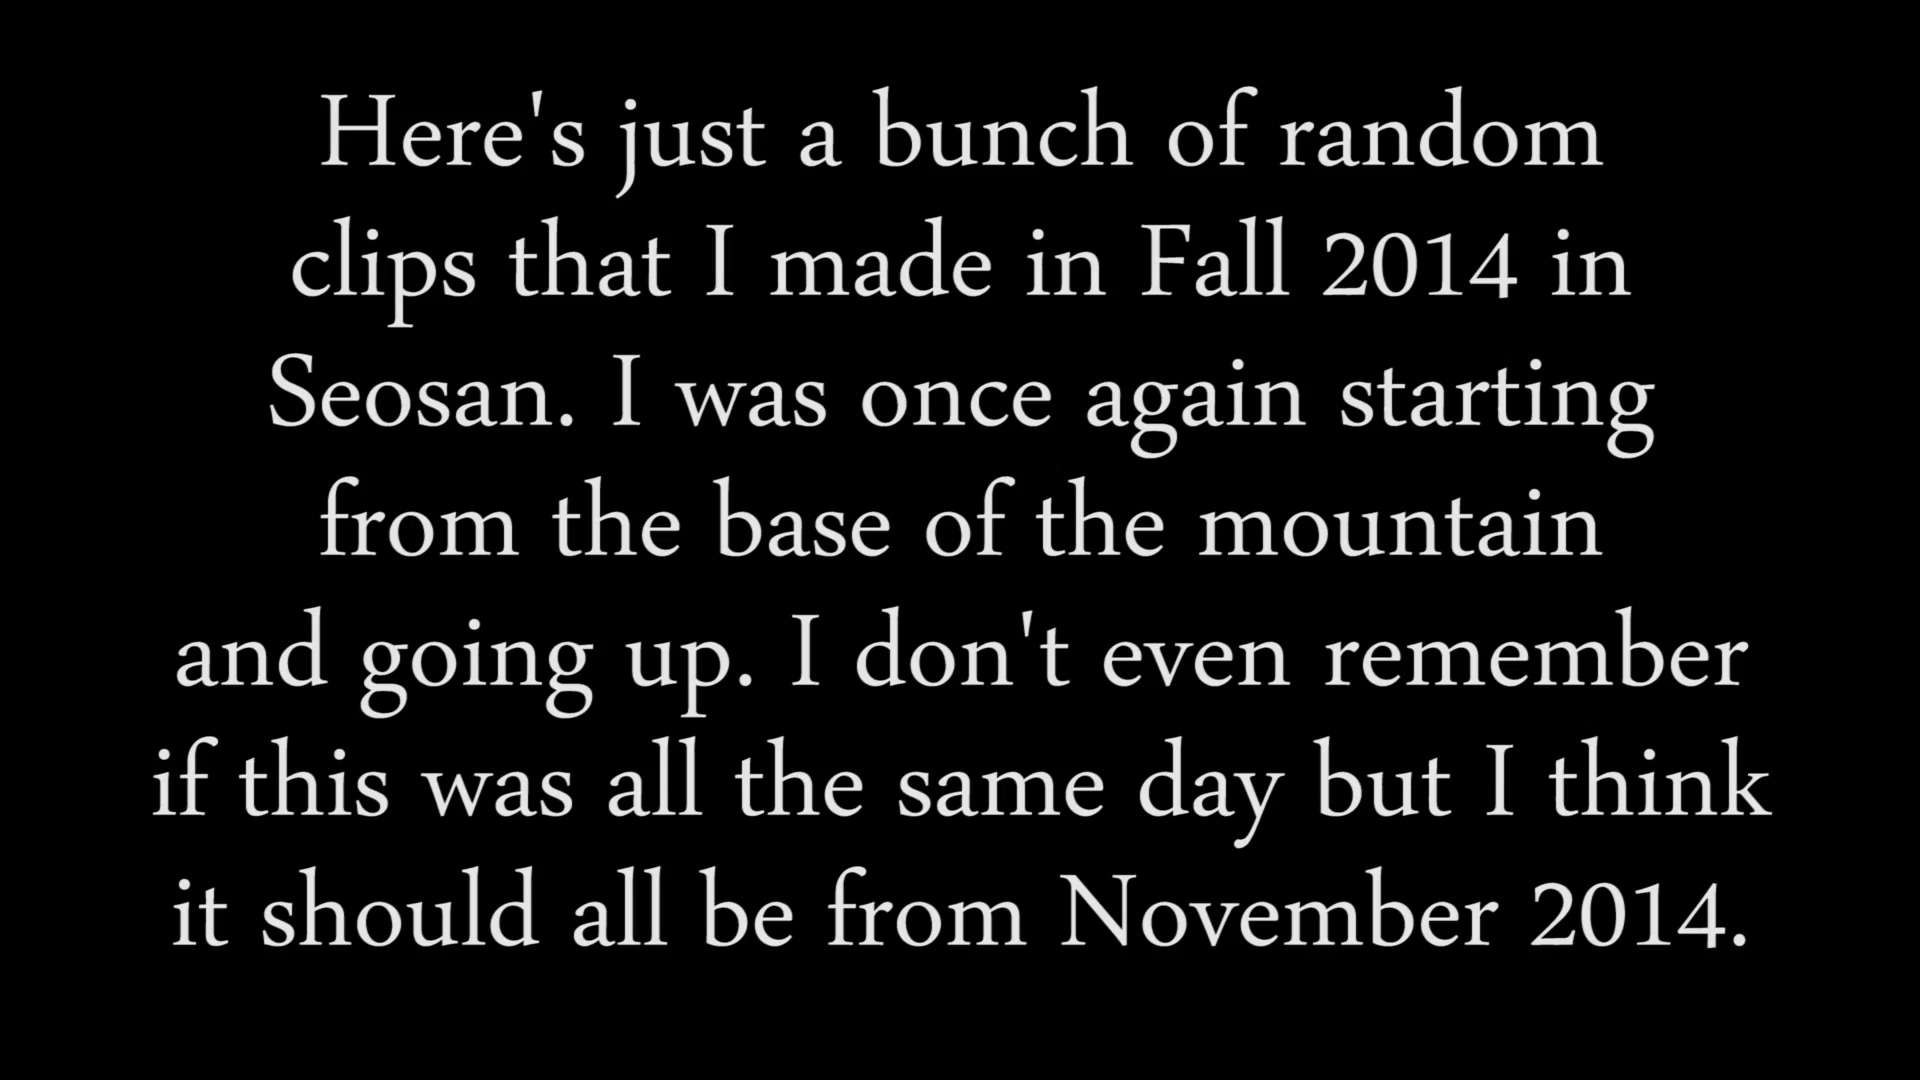 Here's just a bunch of random
clips that I made in Fall 2014 in
Seosan. I was once again starting
from the base of the mountain
and going up. I don't even remember
if this was all the same day but I think
it should all be from November 2014.